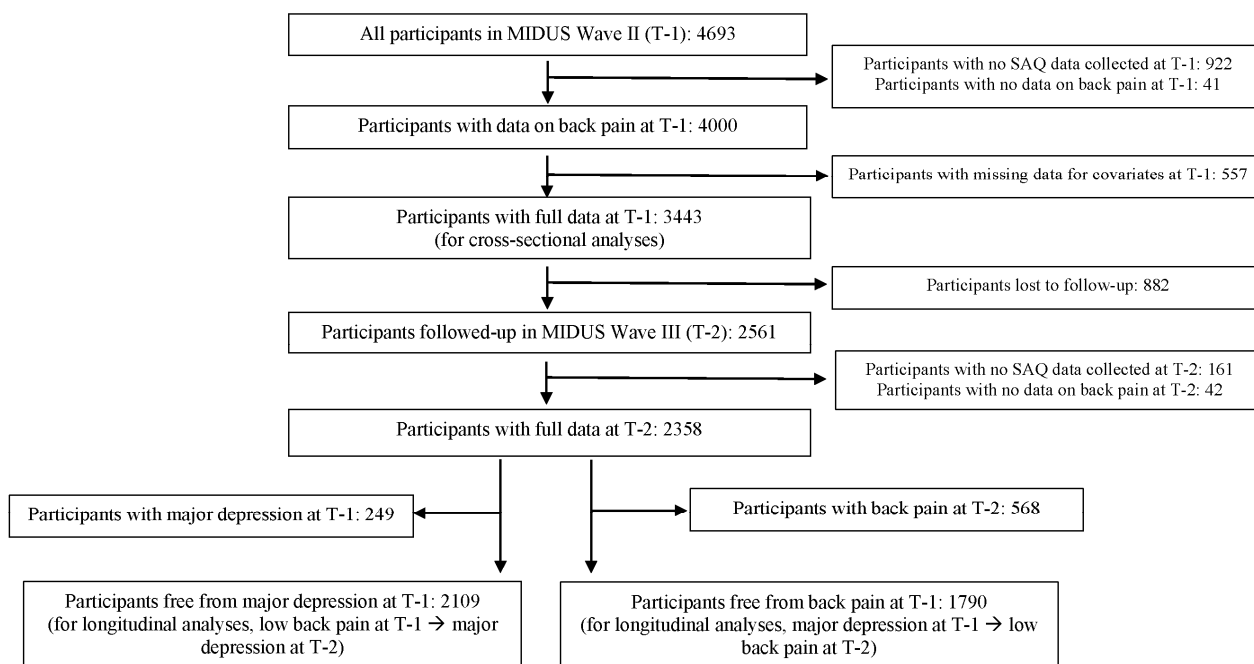 All participants in MIDUS Wave II (T-1): 4693
Participants with no SAQ data collected at T-1: 922
Participants with no data on back pain at T-1: 41
Participants with data on back pain at T-1: 4000
Participants with missing data for covariates at T-1: 557
Participants with full data at T-1: 3443
(for cross-sectional analyses)
Participants lost to follow-up: 882
Participants followed-up in MIDUS Wave III (T-2): 2561
Participants with no SAQ data collected at T-2: 161
Participants with no data on back pain at T-2: 42
Participants with full data at T-2: 2358
Participants with major depression at T-1: 249
Participants with back pain at T-2: 568
Participants free from major depression at T-1: 2109
(for longitudinal analyses, low back pain at T-1 → major
depression at T-2)
Participants free from back pain at T-1: 1790
(for longitudinal analyses, major depression at T-1 → low
back pain at T-2)